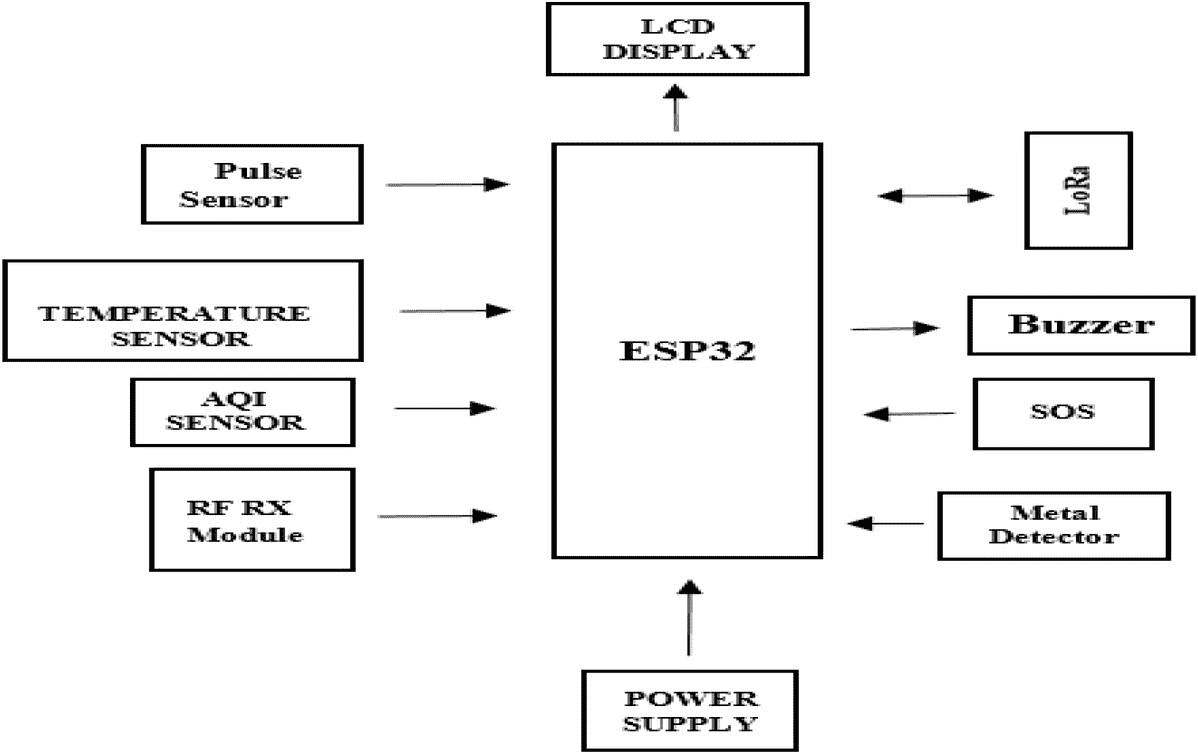 LCD
DISPLAY
Pulse
Sensor
LoRa
TEMPERATURE
SENSOR
Buzzer
ESP32
AQI
SENSOR
SOS
RF RX
Module
Metal
Detector
POWER
SUPPLY